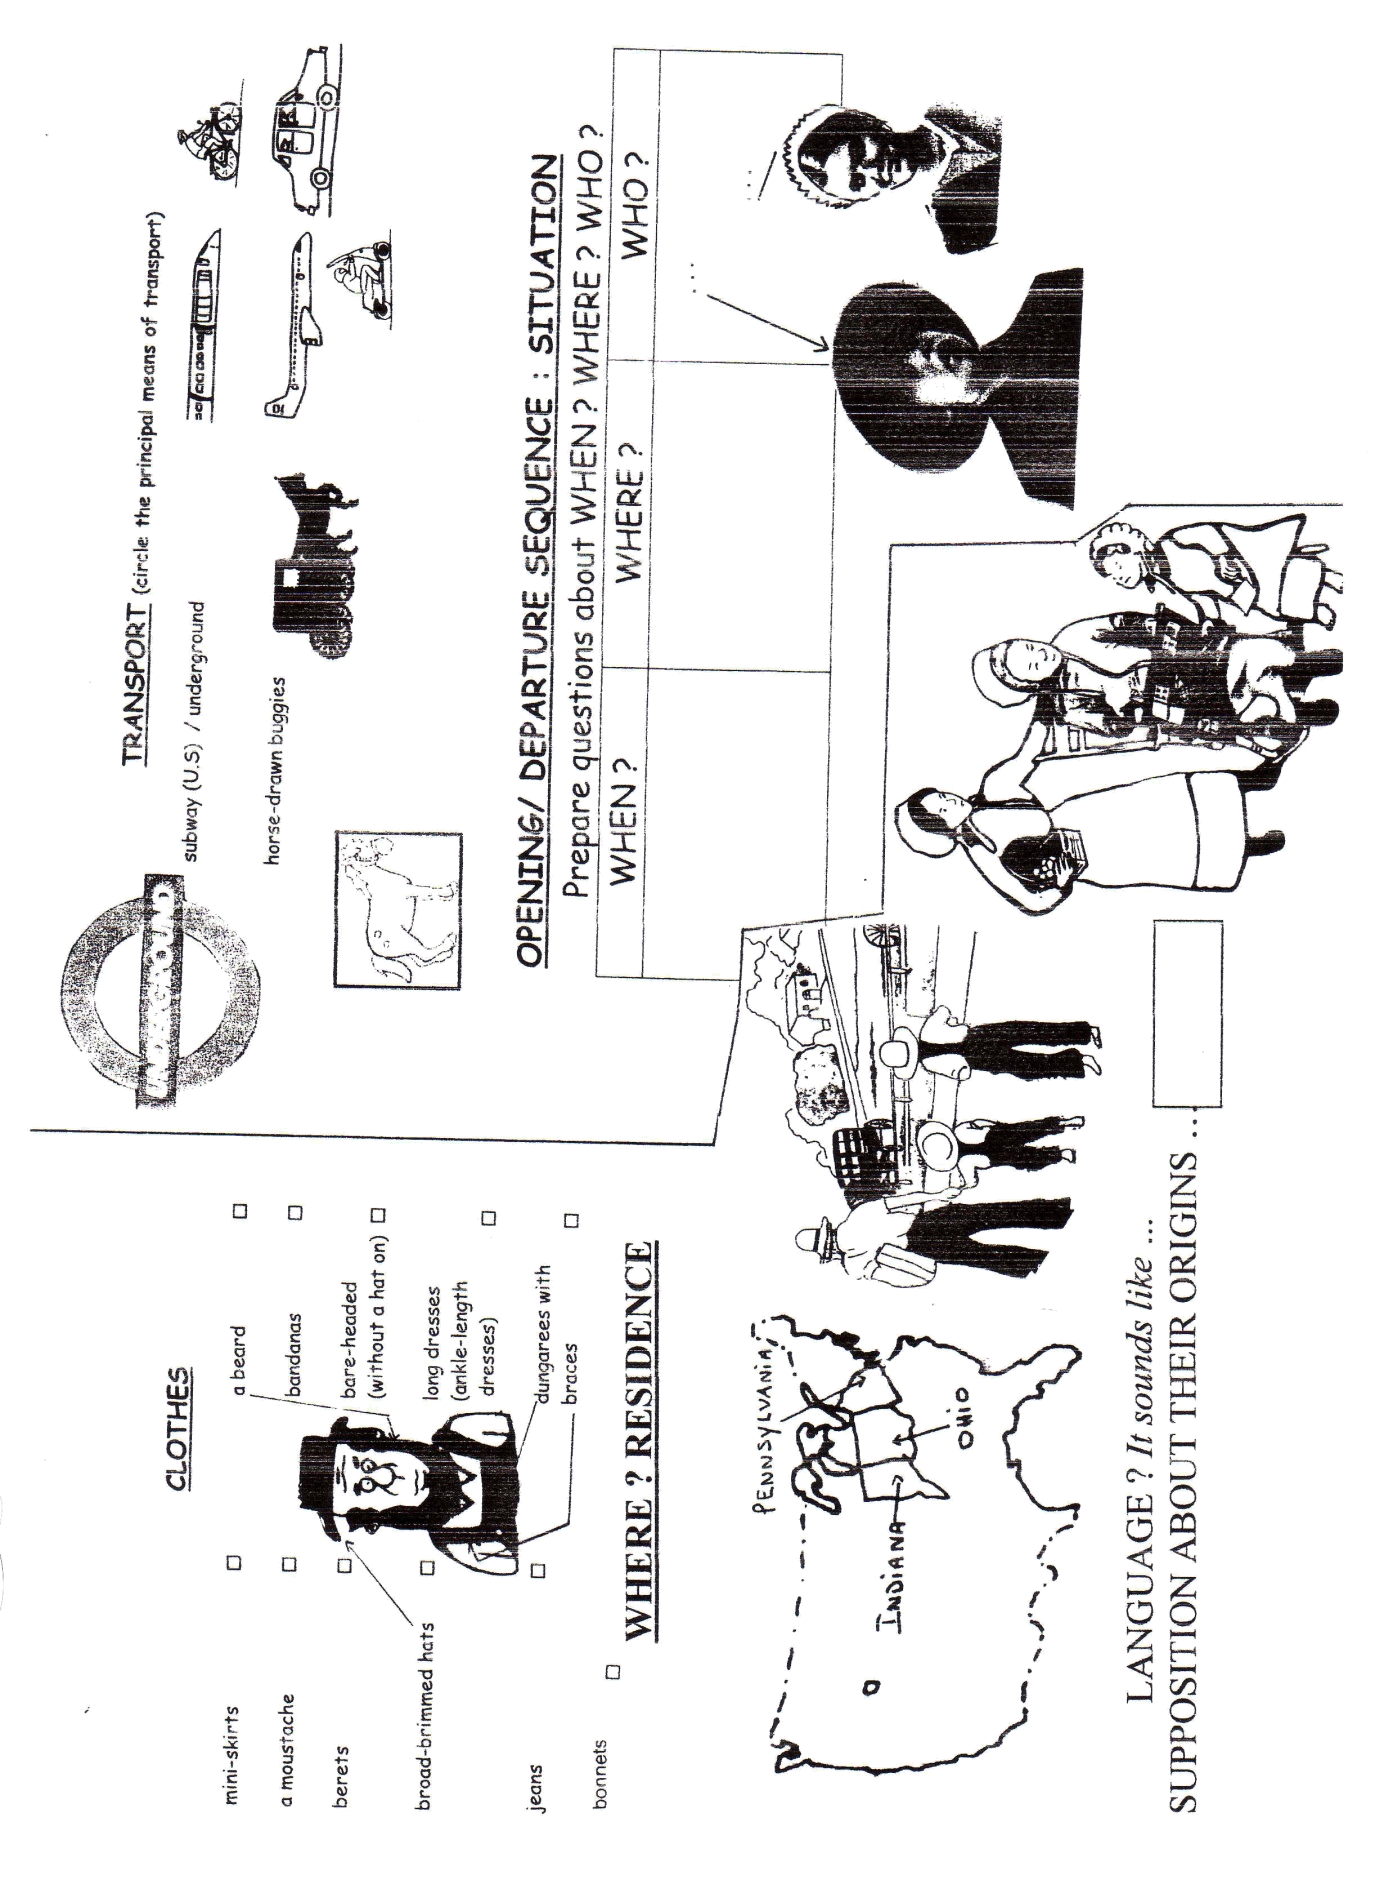 CLOTHES
mini-skirts
a beard
a moustache
bandanas
berets
bare-headed
(without a hat on)
broad-brimmed hats
long dresses
(ankle-length
dresses)
jeans
dungarees with
braces
bonnets
WHERE ? RESIDENCE
PENNSYLVANIA
INDIANA
OHIO
LANGUAGE ? It sounds like ...
SUPPOSITION ABOUT THEIR ORIGINS ...
UNDERGROUND
TRANSPORT (circle the principal means of transport)
subway (U.S) / underground
horse-drawn buggies
OPENING/ DEPARTURE SEQUENCE : SITUATION
Prepare questions about WHEN ? WHERE ? WHO ?
WHEN ?
WHERE ?
WHO ?
...
...